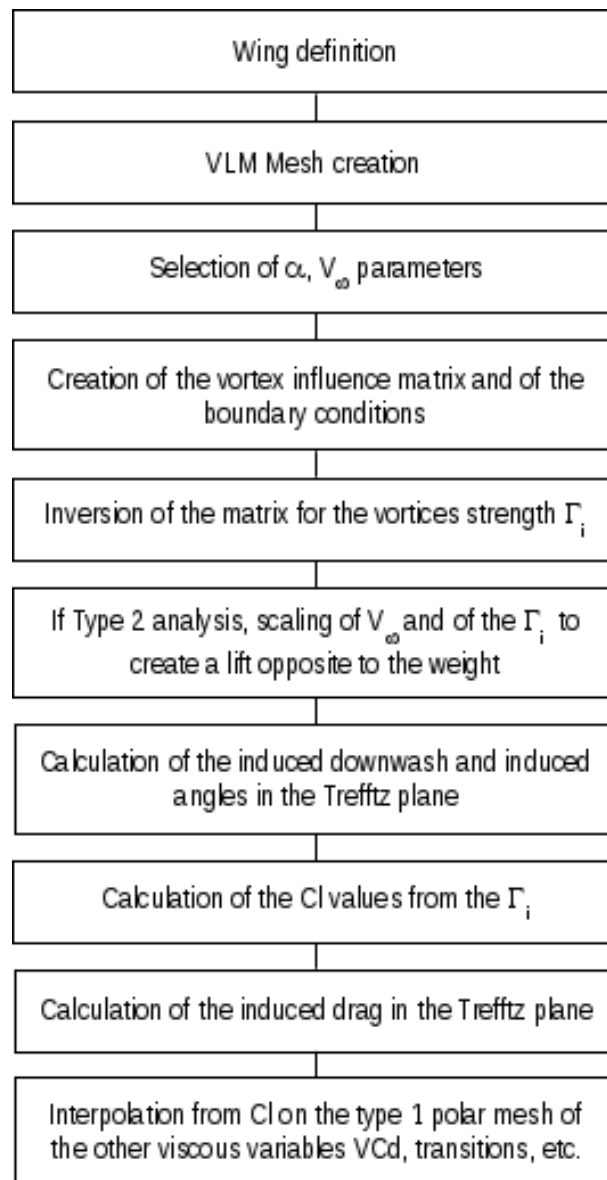 Wing definition
VLM Mesh creation
Selection of α, V∞ parameters
Creation of the vortex influence matrix and of the
boundary conditions
Inversion of the matrix for the vortices strength Γi
If Type 2 analysis, scaling of V∞ and of the Γi to
create a lift opposite to the weight
Calculation of the induced downwash and induced
angles in the Trefftz plane
Calculation of the Cl values from the Γi
Calculation of the induced drag in the Trefftz plane
Interpolation from Cl on the type 1 polar mesh of
the other viscous variables VCd, transitions, etc.